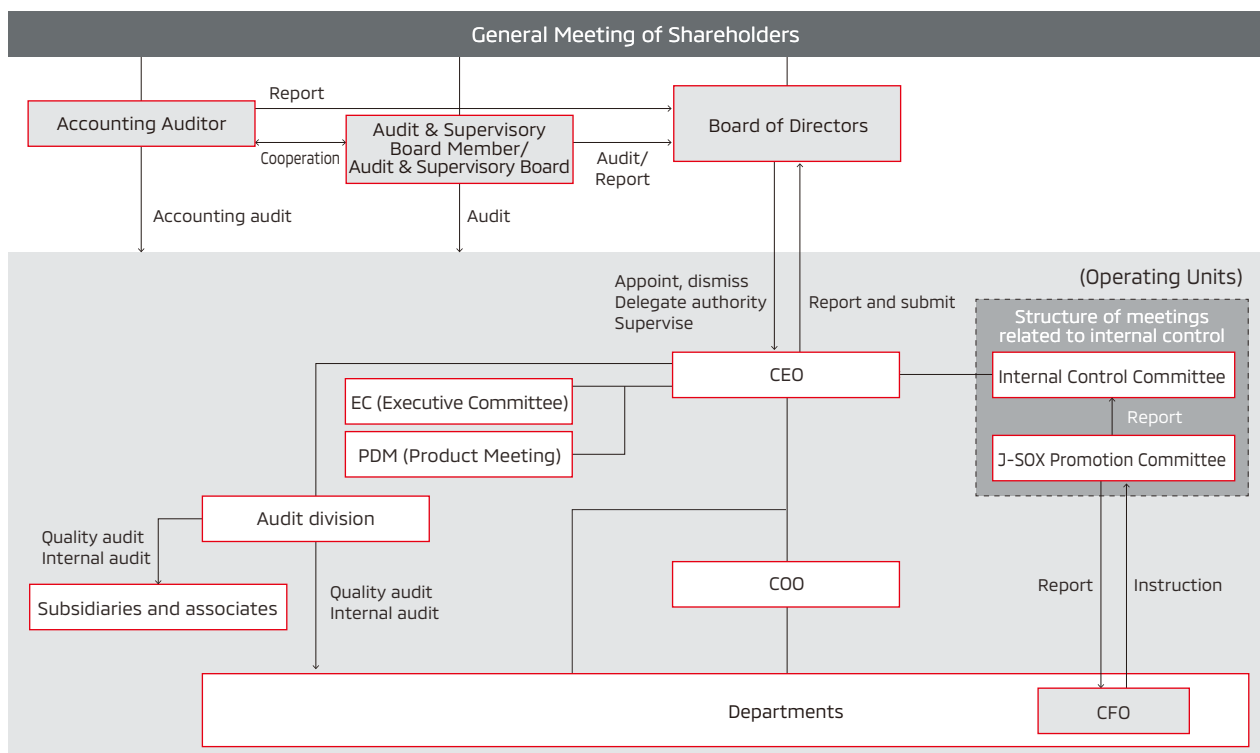 General Meeting of Shareholders
Report
Accounting Auditor
Cooperation
Audit & Supervisory
Board Member/
Audit & Supervisory Board
Audit/
Report
Board of Directors
Accounting audit
Audit
(Operating Units)
Appoint, dismiss
Delegate authority
Supervise
Report and submit
Structure of meetings
related to internal control
CEO
Internal Control Committee
EC (Executive Committee)
Report
PDM (Product Meeting)
J-SOX Promotion Committee
Audit division
Quality audit
Internal audit
Subsidiaries and associates
Quality audit
Internal audit
COO
Report
Instruction
Departments
CFO